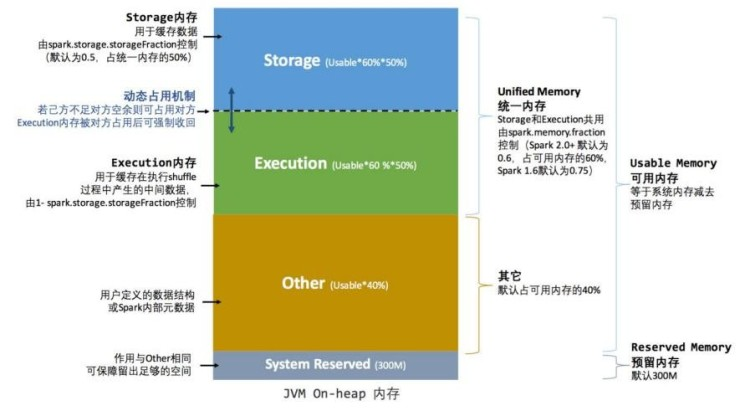 Storage内存
用于缓存数据
由spark.storage.storageFraction控制
(默认为0.5, 占统一内存的50%)
动态占用机制
若己方不足对方空余则可占用对方
Execution内存被对方占用后可强制收回
Execution内存
用于缓存在执行shuffle
过程中产生的中间数据,
由1- spark.storage.storageFraction控制
用户定义的数据结构
或Spark内部元数据
作用与Other相同
可保障留出足够的空间
Storage (Usable*60%*50%)
Execution (Usable*60 %*50%)
Other (Usable*40%)
System Reserved (300M)
JVM On-heap 内存
Unified Memory
统一内存
Storage和Execution共用
由spark.memory.fraction
控制（Spark 2.0+ 默认为
0.6, 占可用内存的60%,
Spark 1.6默认为0.75）
其它
默认占可用内存的40%
Usable Memory
可用内存
等于系统内存减去
预留内存
Reserved Memory
预留内存
默认300M